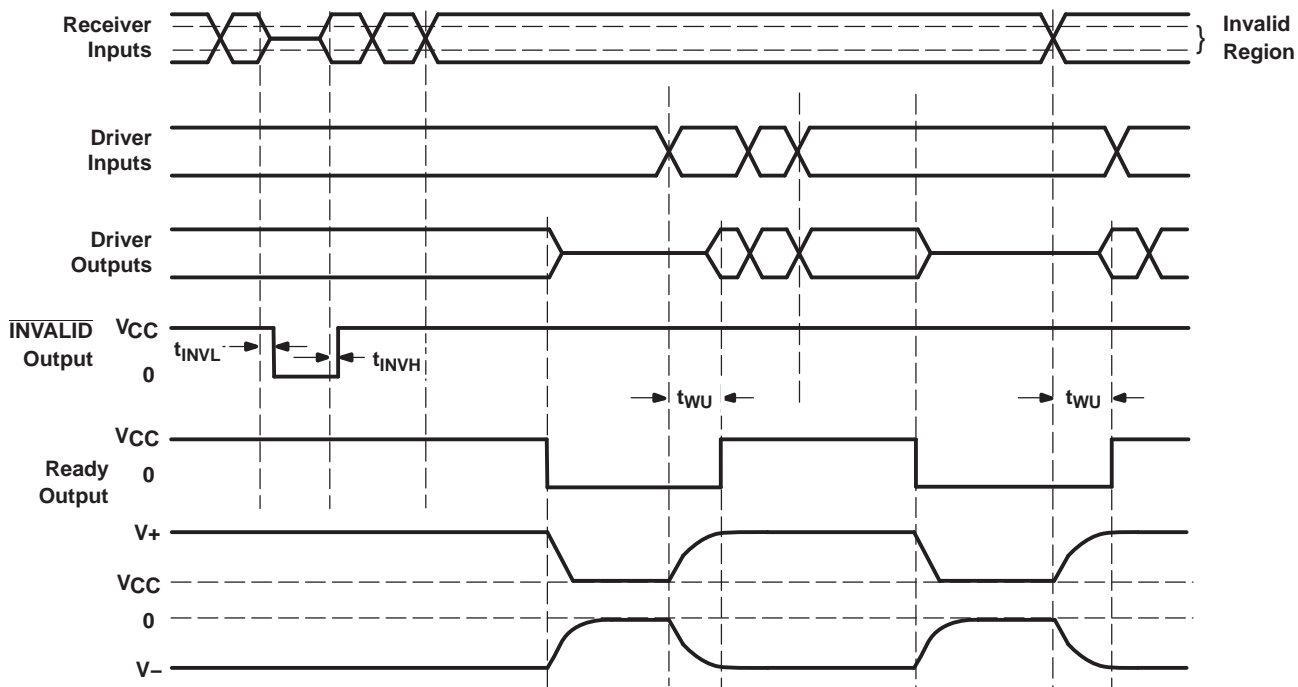 Receiver
Inputs
} Invalid
Region
Driver
Inputs
Driver
Outputs
INVALID
Output
VCC
0
tINVL
tINVH
tWU
tWU
Ready
Output
VCC
0
V+
VCC
0
V−